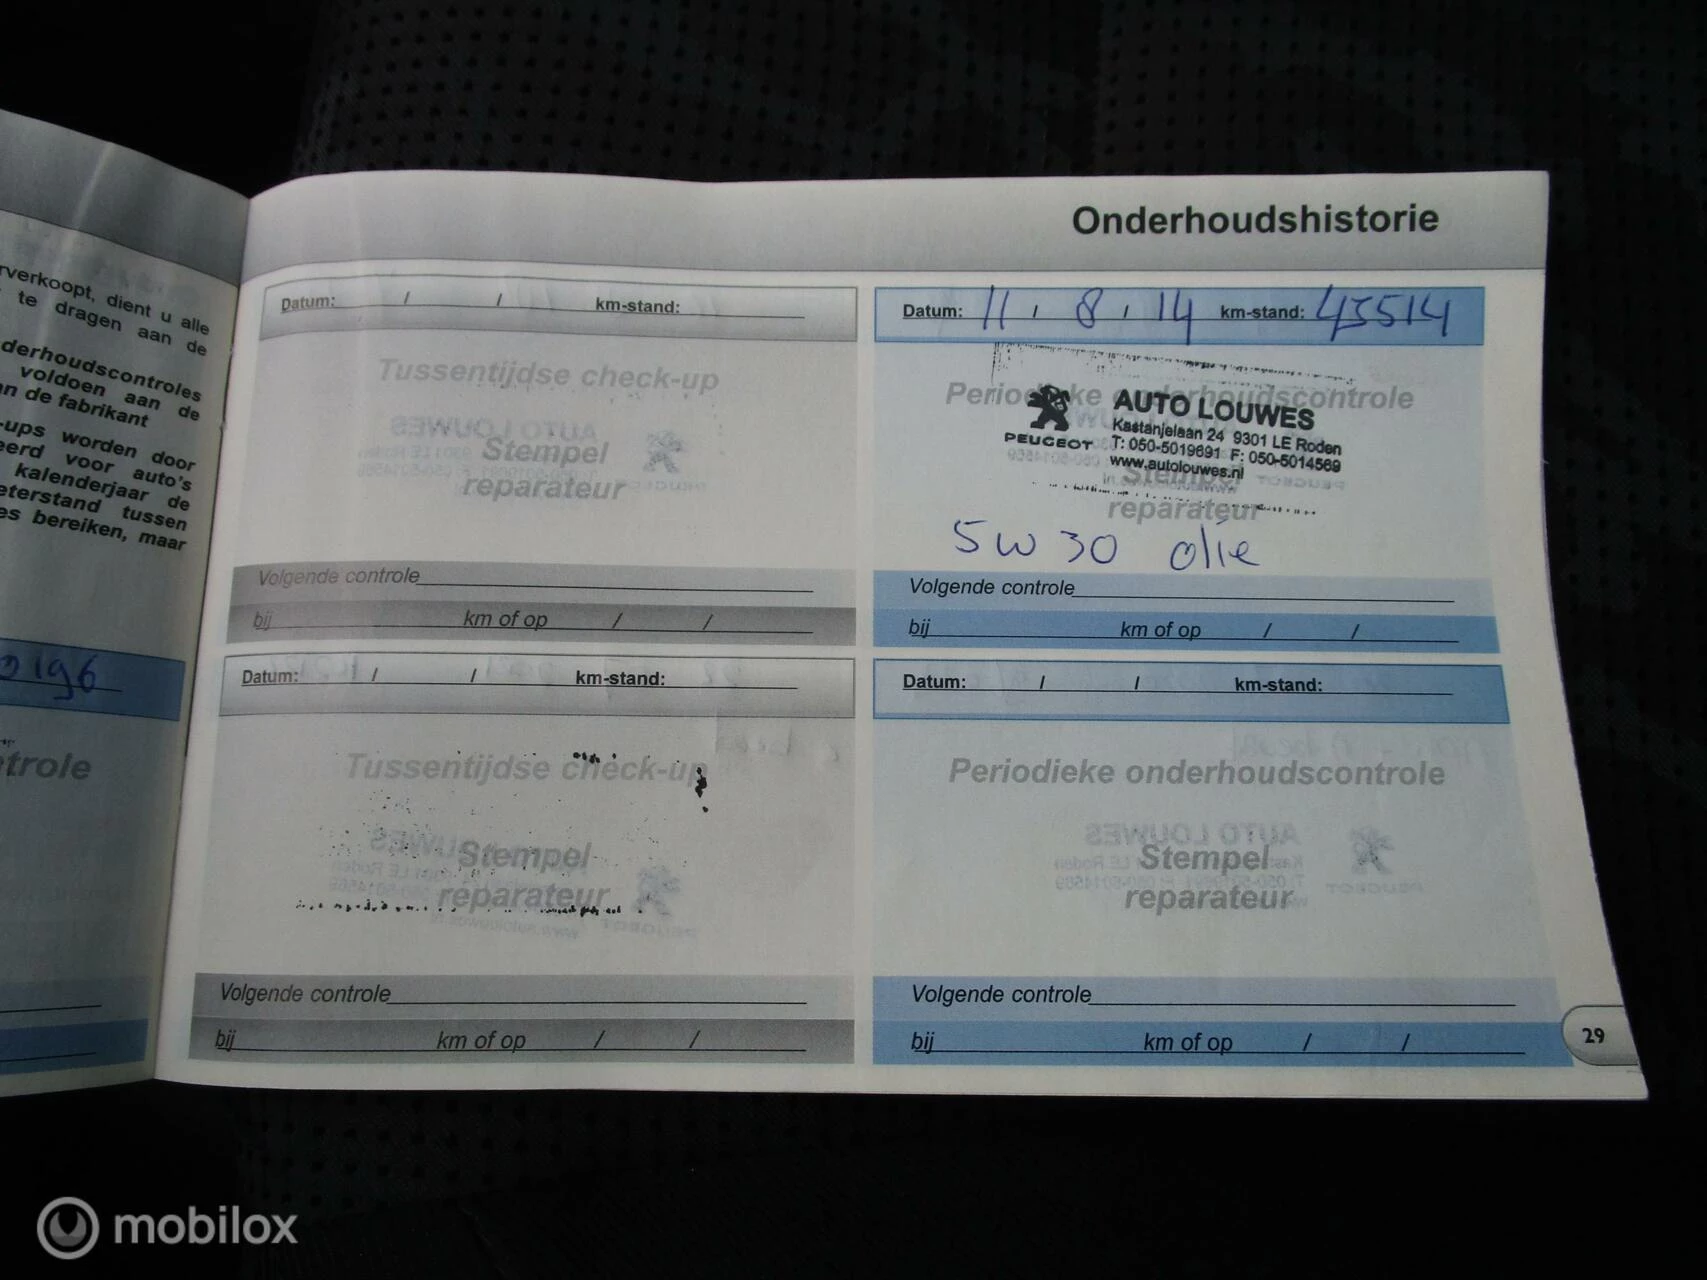 Onderhoudshistorie
rverkoopt, dient u alle
te dragen aan de
derhoudscontroles
voldoen aan de
an de fabrikant
-ups worden door
eerd voor auto's
kalenderjaar de
eterstand tussen
es bereiken, maar
0196
trole
Datum: / / km-stand:
Tussentijdse check-up
Stempel
reparateur
Volgende controle
bij km of op / /
Datum: 11 / 8 / 14 km-stand: 43514
Periodieke onderhoudscontrole
AUTO LOUWES
Kastanjelaan 24 9301 LE Roden
PEUGEOT T: 050-5019691 F: 050-5014569
www.autolouwes.nl
Stempel
reparateur
5w30 olie
Volgende controle
bij km of op / /
Datum: / / km-stand:
Tussentijdse check-up
Stempel
reparateur
Volgende controle
bij km of op / /
Datum: / / km-stand:
Periodieke onderhoudscontrole
Stempel
reparateur
Volgende controle
bij km of op / /
29
mobilox